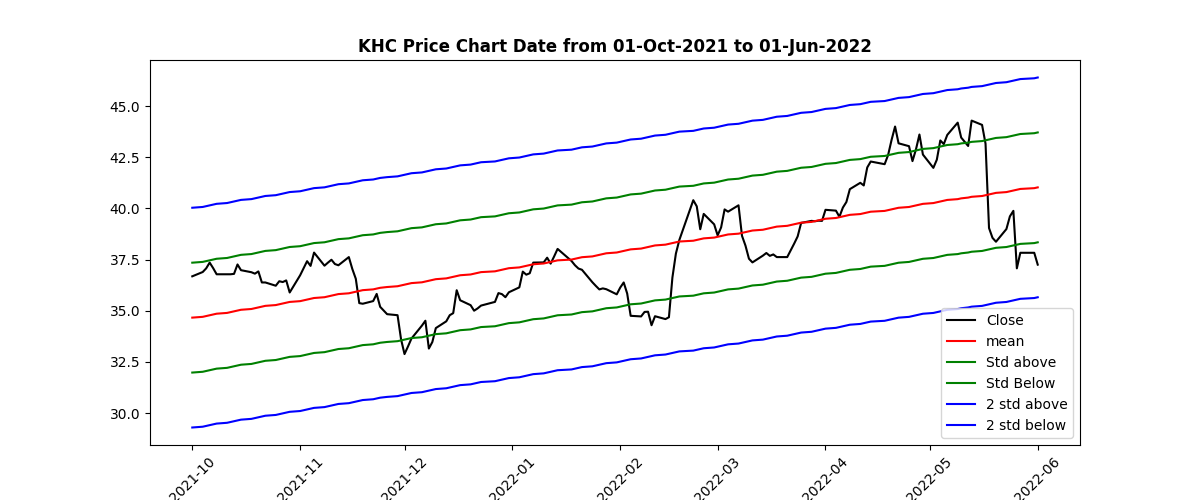 KHC Price Chart Date from 01-Oct-2021 to 01-Jun-2022
45.0
42.5
40.0
37.5
35.0
32.5
30.0
Close
mean
Std above
Std Below
2 std above
2 std below
2021-10
2021-11
2021-12
2022-01
2022-02
2022-03
2022-04
2022-05
2022-06